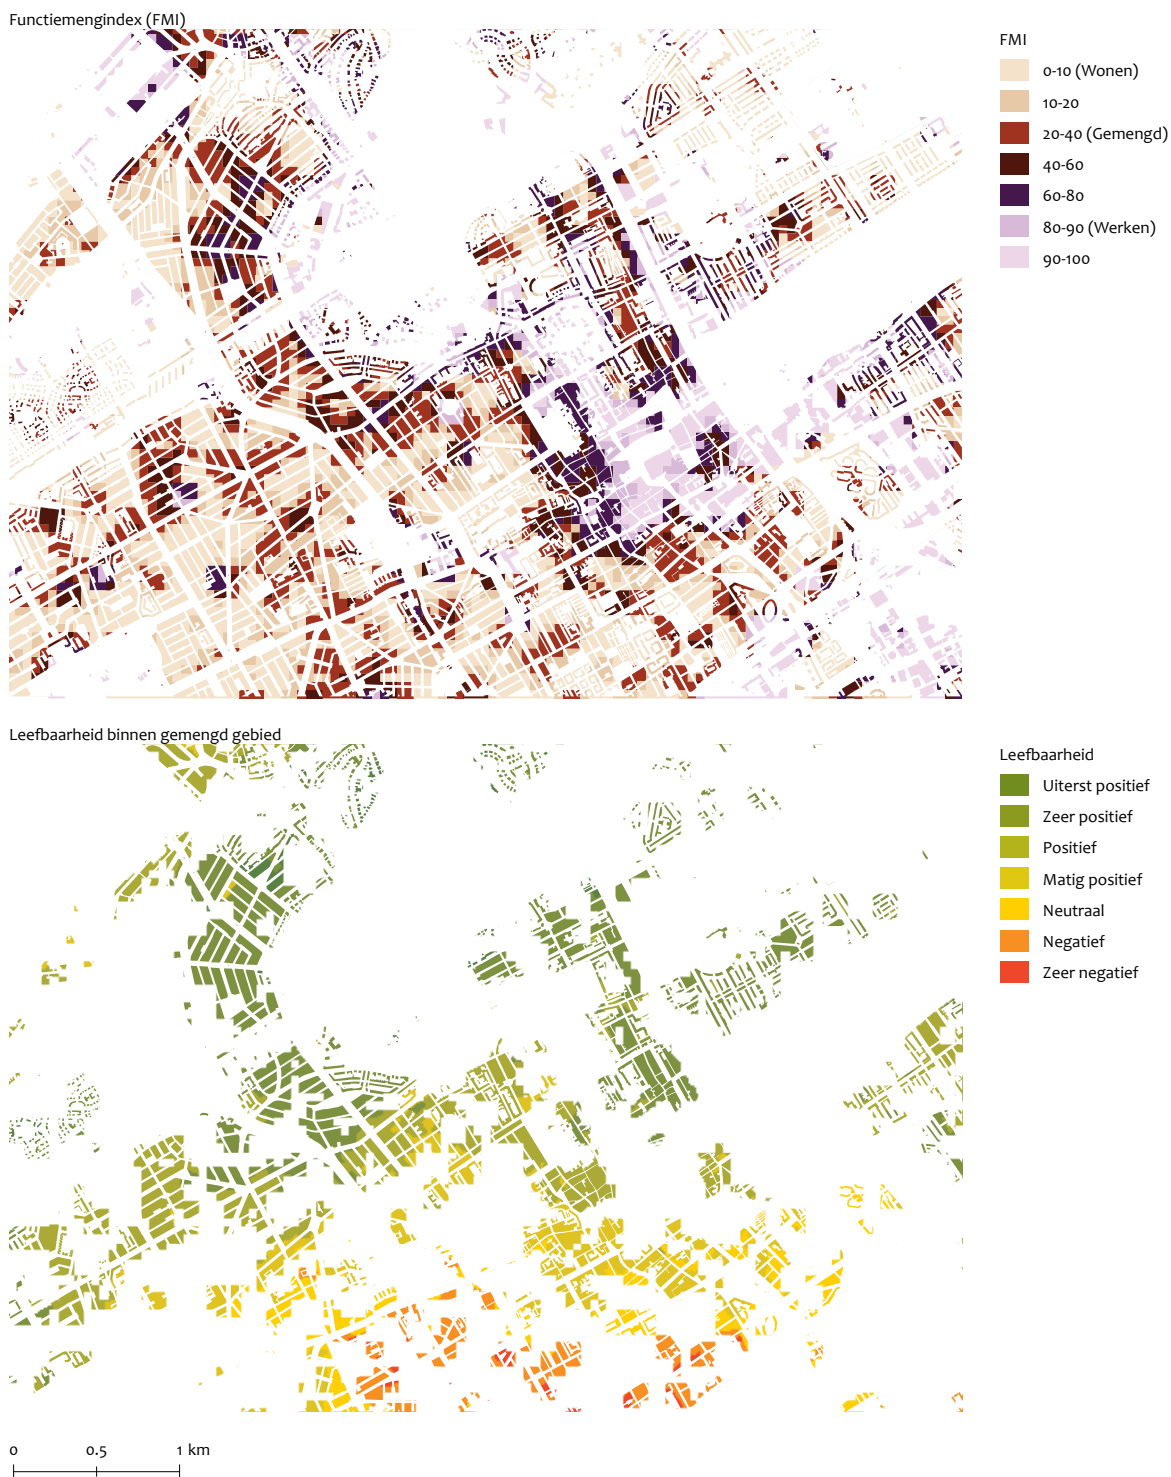 Functiemengindex (FMI)
FMI
0-10 (Wonen)
10-20
20-40 (Gemengd)
40-60
60-80
80-90 (Werken)
90-100
Leefbaarheid binnen gemengd gebied
Leefbaarheid
Uiterst positief
Zeer positief
Positief
Matig positief
Neutraal
Negatief
Zeer negatief
0 0.5 1 km